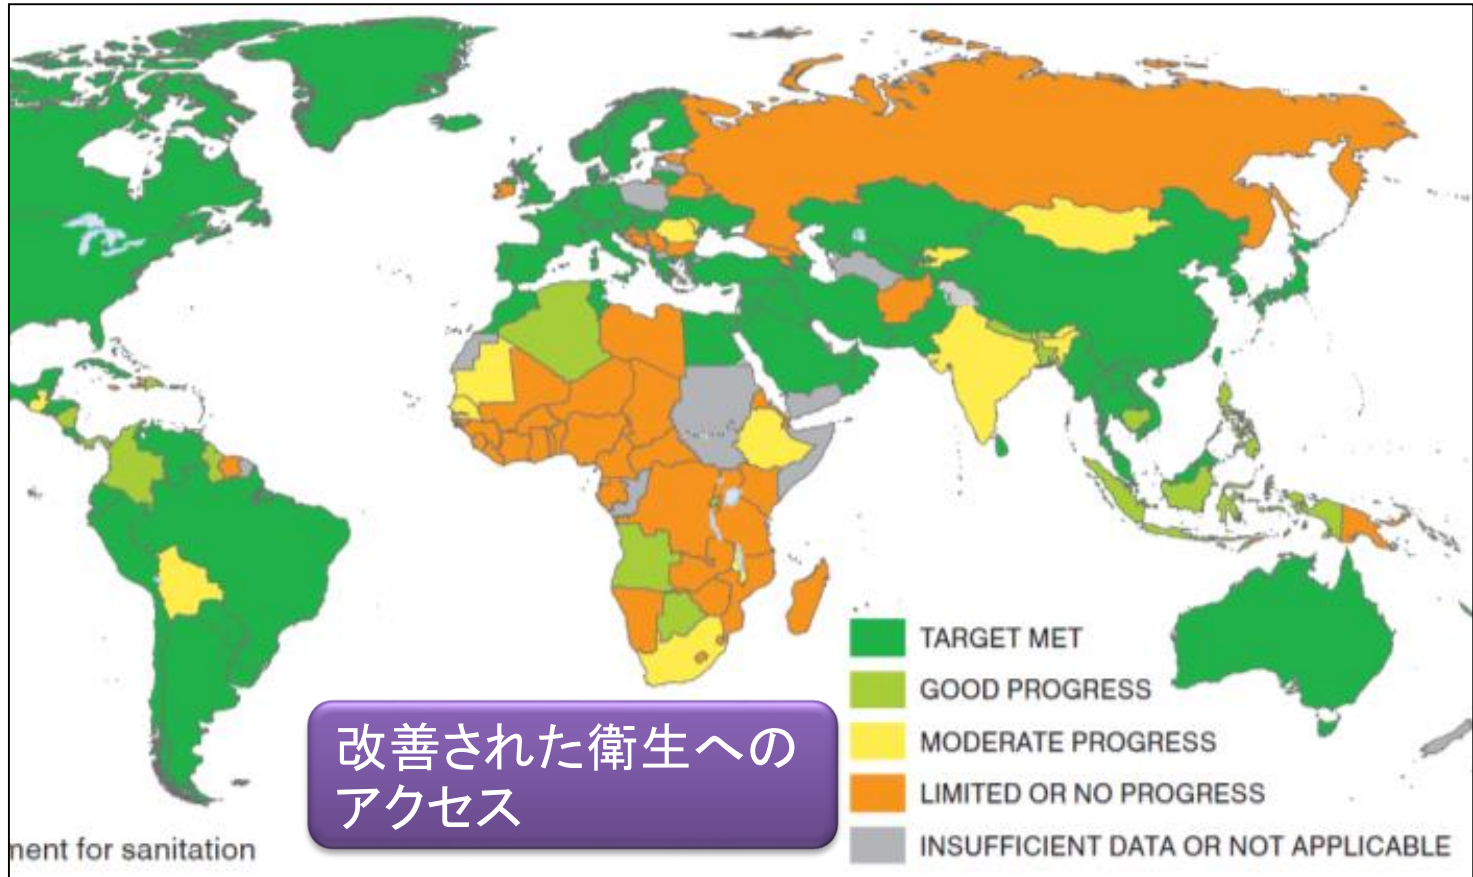 TARGET MET
GOOD PROGRESS
MODERATE PROGRESS
LIMITED OR NO PROGRESS
INSUFFICIENT DATA OR NOT APPLICABLE
改善された衛生への
アクセス
ment for sanitation